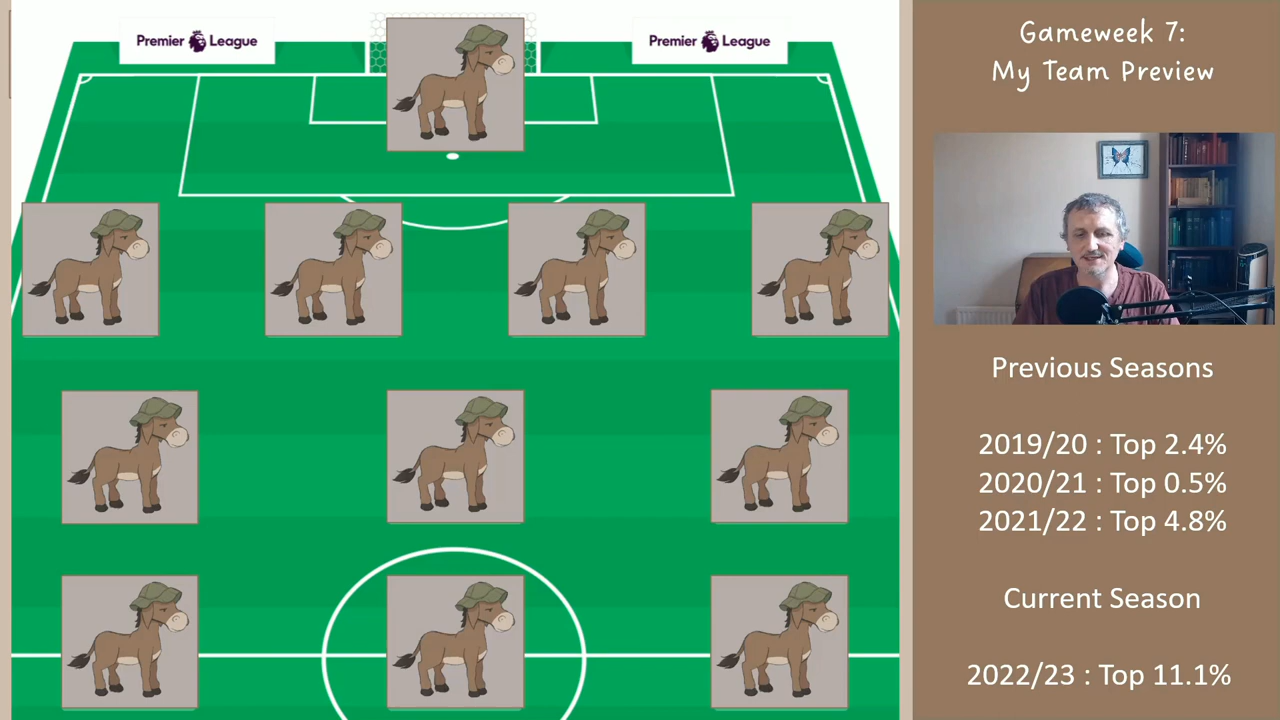 Premier League
Premier League
Gameweek 7:
My Team Preview
Previous Seasons
2019/20 : Top 2.4%
2020/21 : Top 0.5%
2021/22 : Top 4.8%
Current Season
2022/23 : Top 11.1%